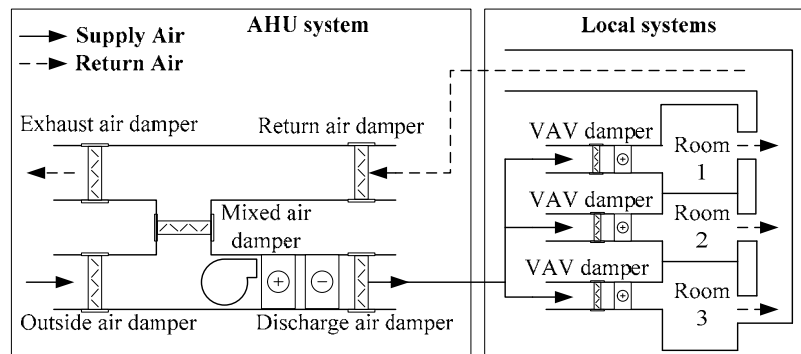 AHU system
Supply Air
Return Air
Exhaust air damper
Return air damper
Mixed air
damper
Outside air damper
Discharge air damper
+
−
Local systems
VAV damper
+
Room
1
VAV damper
+
Room
2
VAV damper
+
Room
3